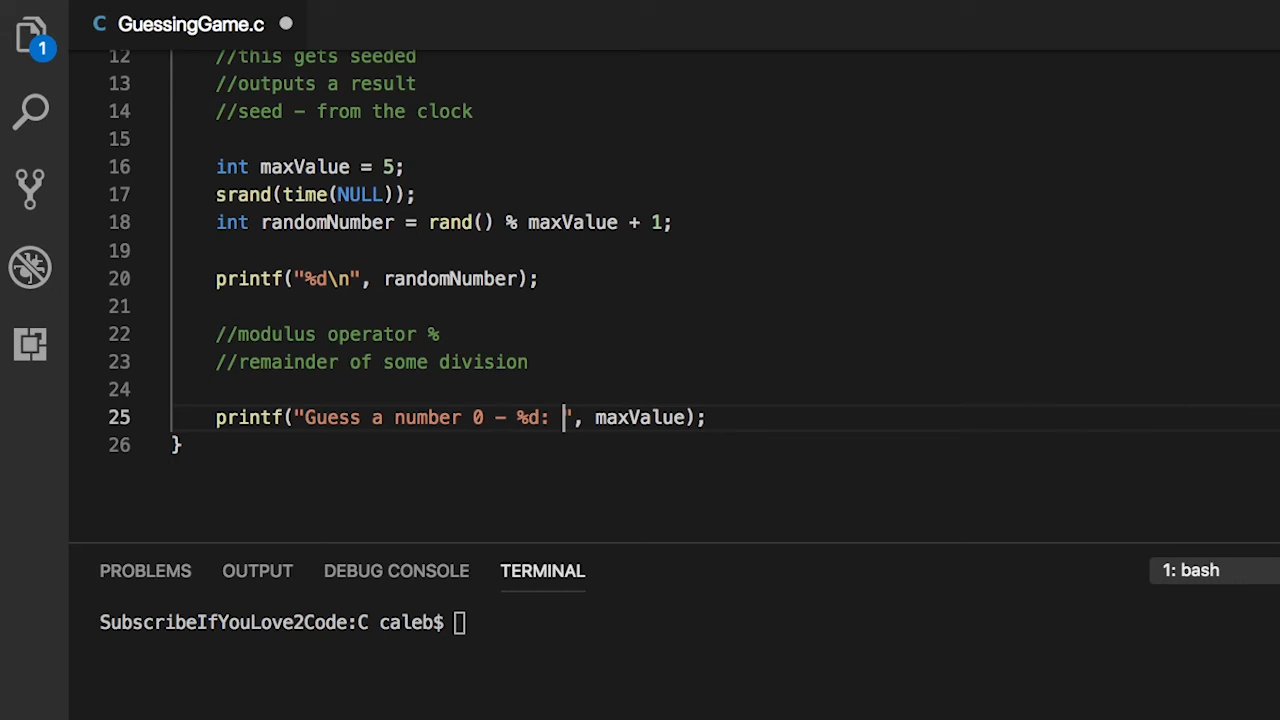 C GuessingGame.c
1
12 //this gets seeded
13 //outputs a result
14 //seed - from the clock
15
16 int maxValue = 5;
17 srand(time(NULL));
18 int randomNumber = rand() % maxValue + 1;
19
20 printf("%d\n", randomNumber);
21
22 //modulus operator %
23 //remainder of some division
24
25 printf("Guess a number 0 - %d: ", maxValue);
26 }
PROBLEMS OUTPUT DEBUG CONSOLE TERMINAL 1: bash
SubscribeIfYouLove2Code:C caleb$